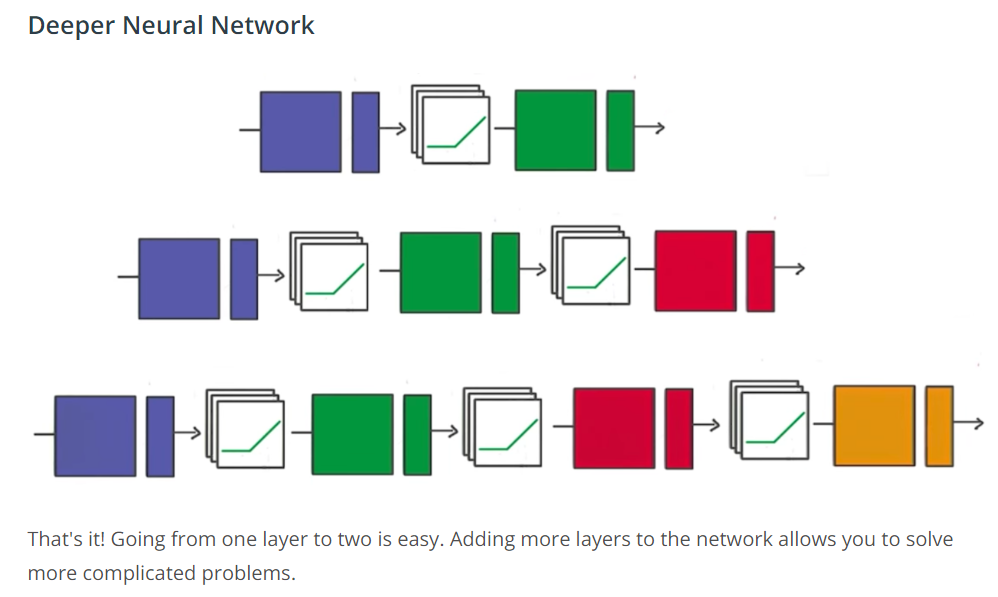 Deeper Neural Network
That's it! Going from one layer to two is easy. Adding more layers to the network allows you to solve
more complicated problems.